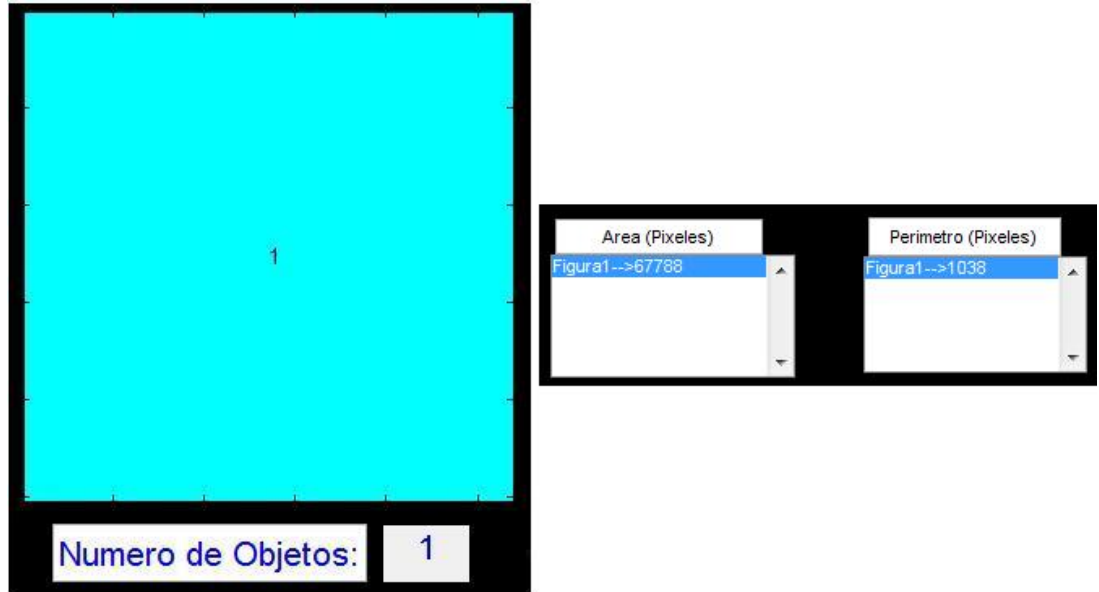 1
Numero de Objetos: 1
Area (Pixeles)
Figura1-->67788
Perimetro (Pixeles)
Figura1-->1038